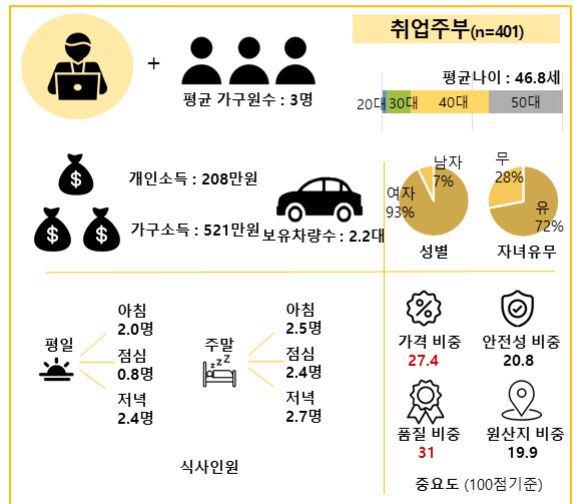 취업주부(n=401)
평균 가구원수 : 3명
평균나이 : 46.8세
20대 30대 40대 50대
개인소득 : 208만원
가구소득 : 521만원
보유차량수 : 2.2대
남자
7%
여자
93%
성별
무
28%
유
72%
자녀유무
평일
아침
2.0명
점심
0.8명
저녁
2.4명
zzZ
주말
아침
2.5명
점심
2.4명
저녁
2.7명
식사인원
가격 비중
27.4
안전성 비중
20.8
품질 비중
31
원산지 비중
19.9
중요도 (100점기준)